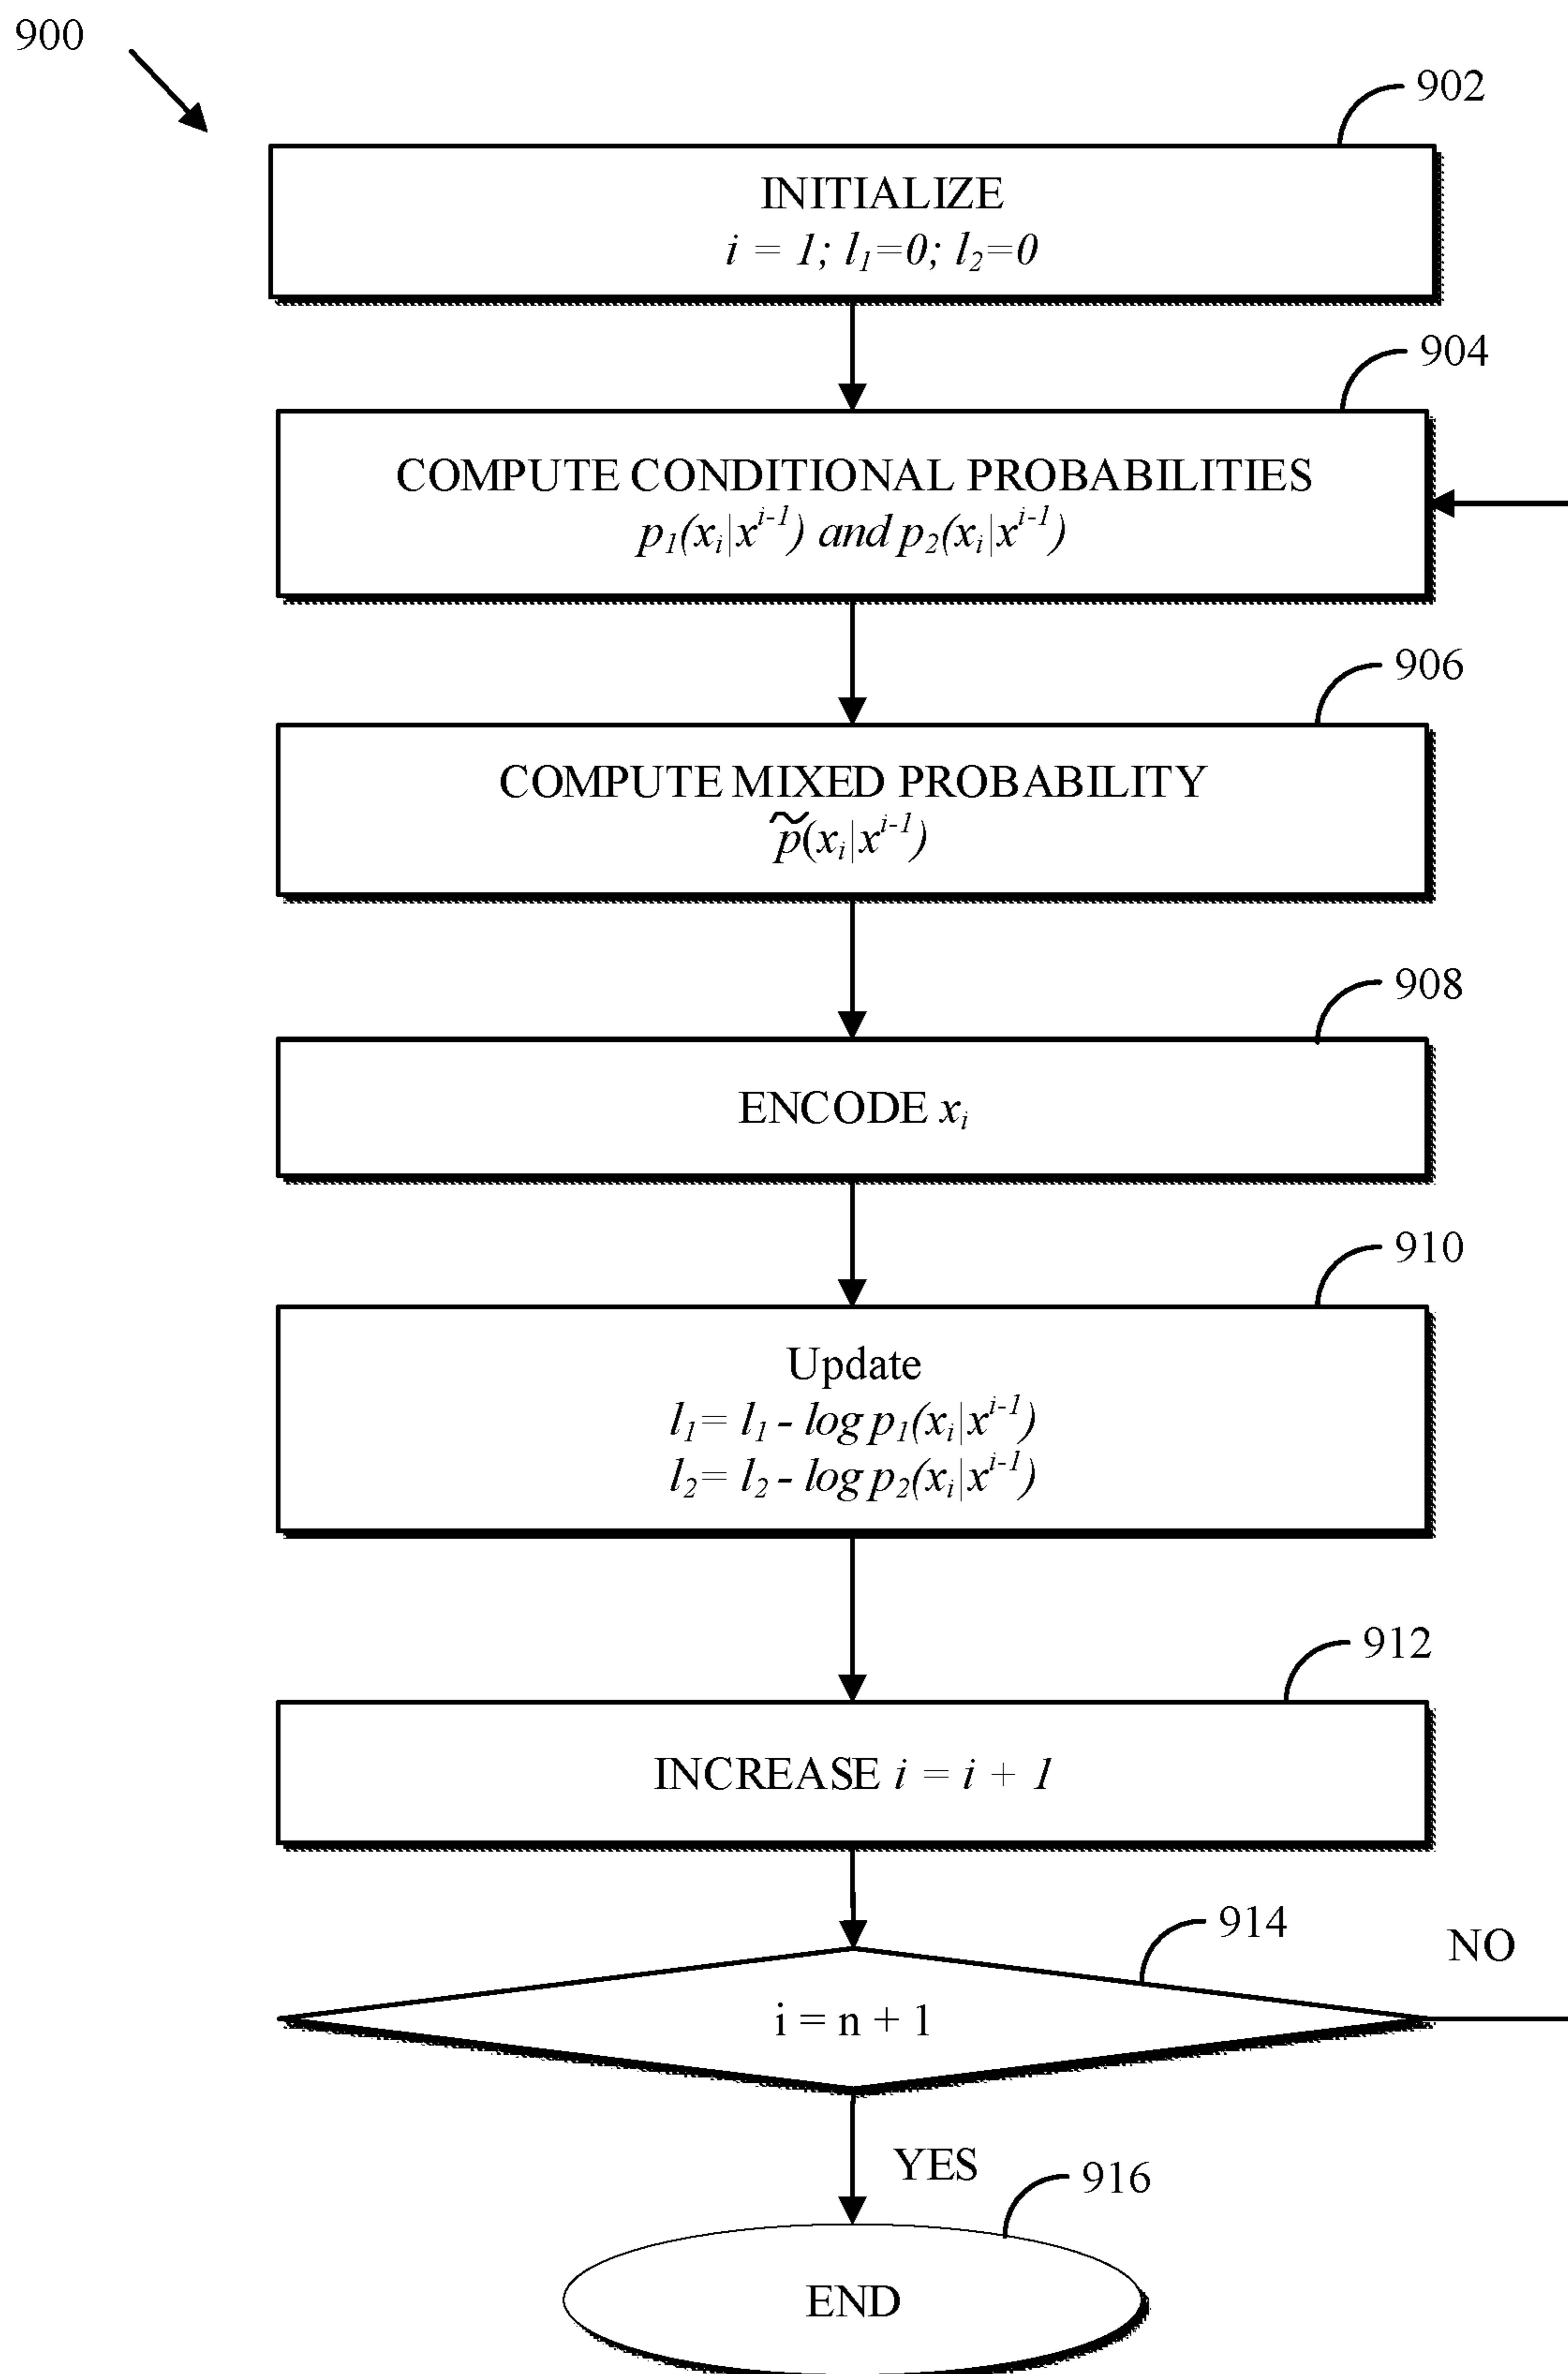 900
902
INITIALIZE
i = 1; l₁=0; l₂=0
904
COMPUTE CONDITIONAL PROBABILITIES
p₁(xᵢ|xⁱ⁻¹) and p₂(xᵢ|xⁱ⁻¹)
906
COMPUTE MIXED PROBABILITY
p̃(xᵢ|xⁱ⁻¹)
908
ENCODE xᵢ
910
Update
l₁= l₁ - log p₁(xᵢ|xⁱ⁻¹)
l₂= l₂ - log p₂(xᵢ|xⁱ⁻¹)
912
INCREASE i = i + 1
914
NO
i = n + 1
YES
916
END